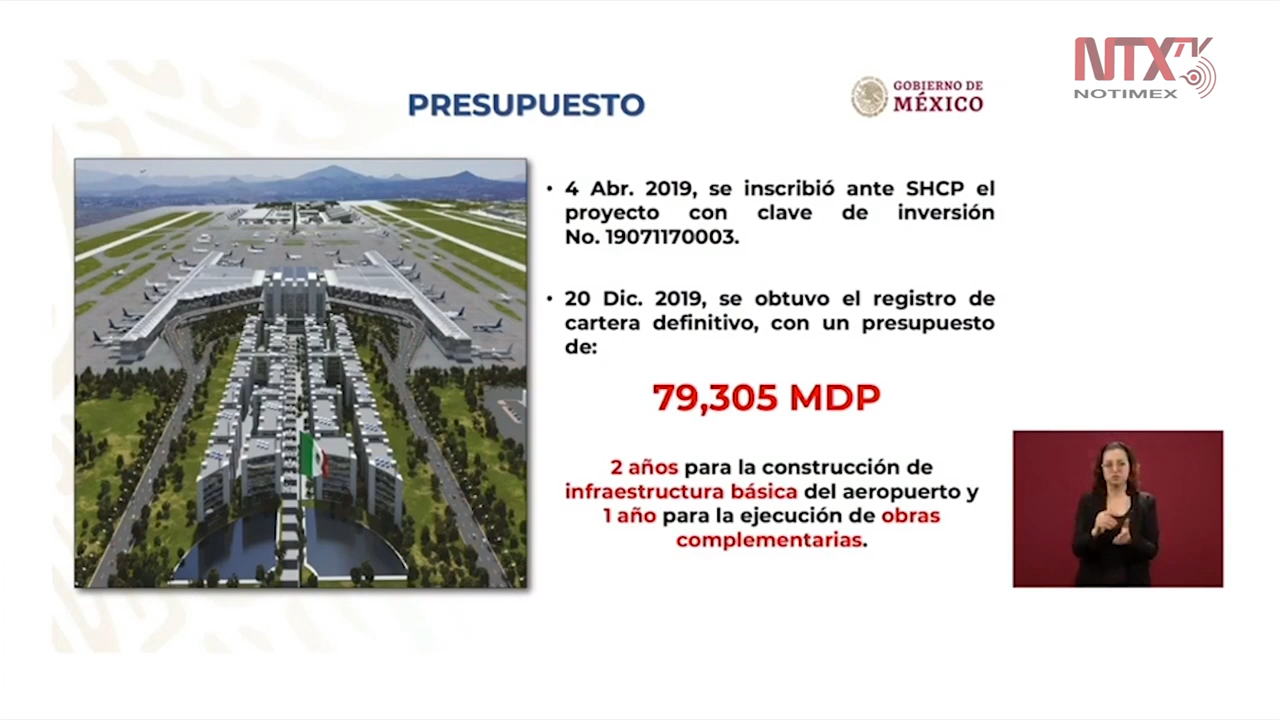 NTX TV
NOTIMEX
PRESUPUESTO
GOBIERNO DE
MÉXICO
• 4 Abr. 2019, se inscribió ante SHCP el
proyecto con clave de inversión
No. 19071170003.
• 20 Dic. 2019, se obtuvo el registro de
cartera definitivo, con un presupuesto
de:
79,305 MDP
2 años para la construcción de
infraestructura básica del aeropuerto y
1 año para la ejecución de obras
complementarias.